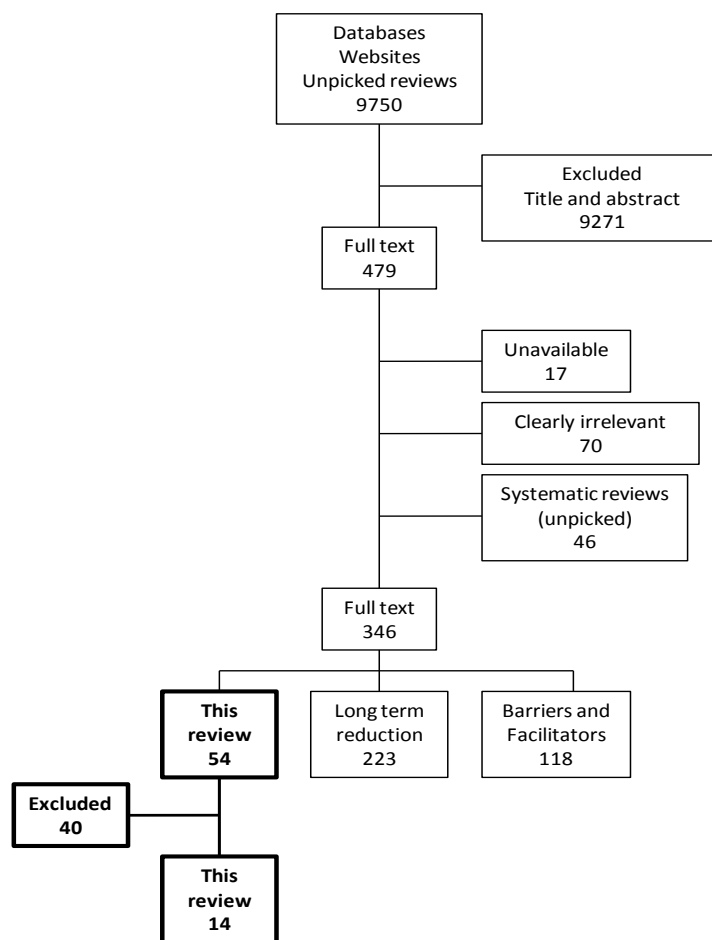 Databases
Websites
Unpicked reviews
9750
Excluded
Title and abstract
9271
Full text
479
Unavailable
17
Clearly irrelevant
70
Systematic reviews
(unpicked)
46
Full text
346
This
review
54
Long term
reduction
223
Barriers and
Facilitators
118
Excluded
40
This
review
14